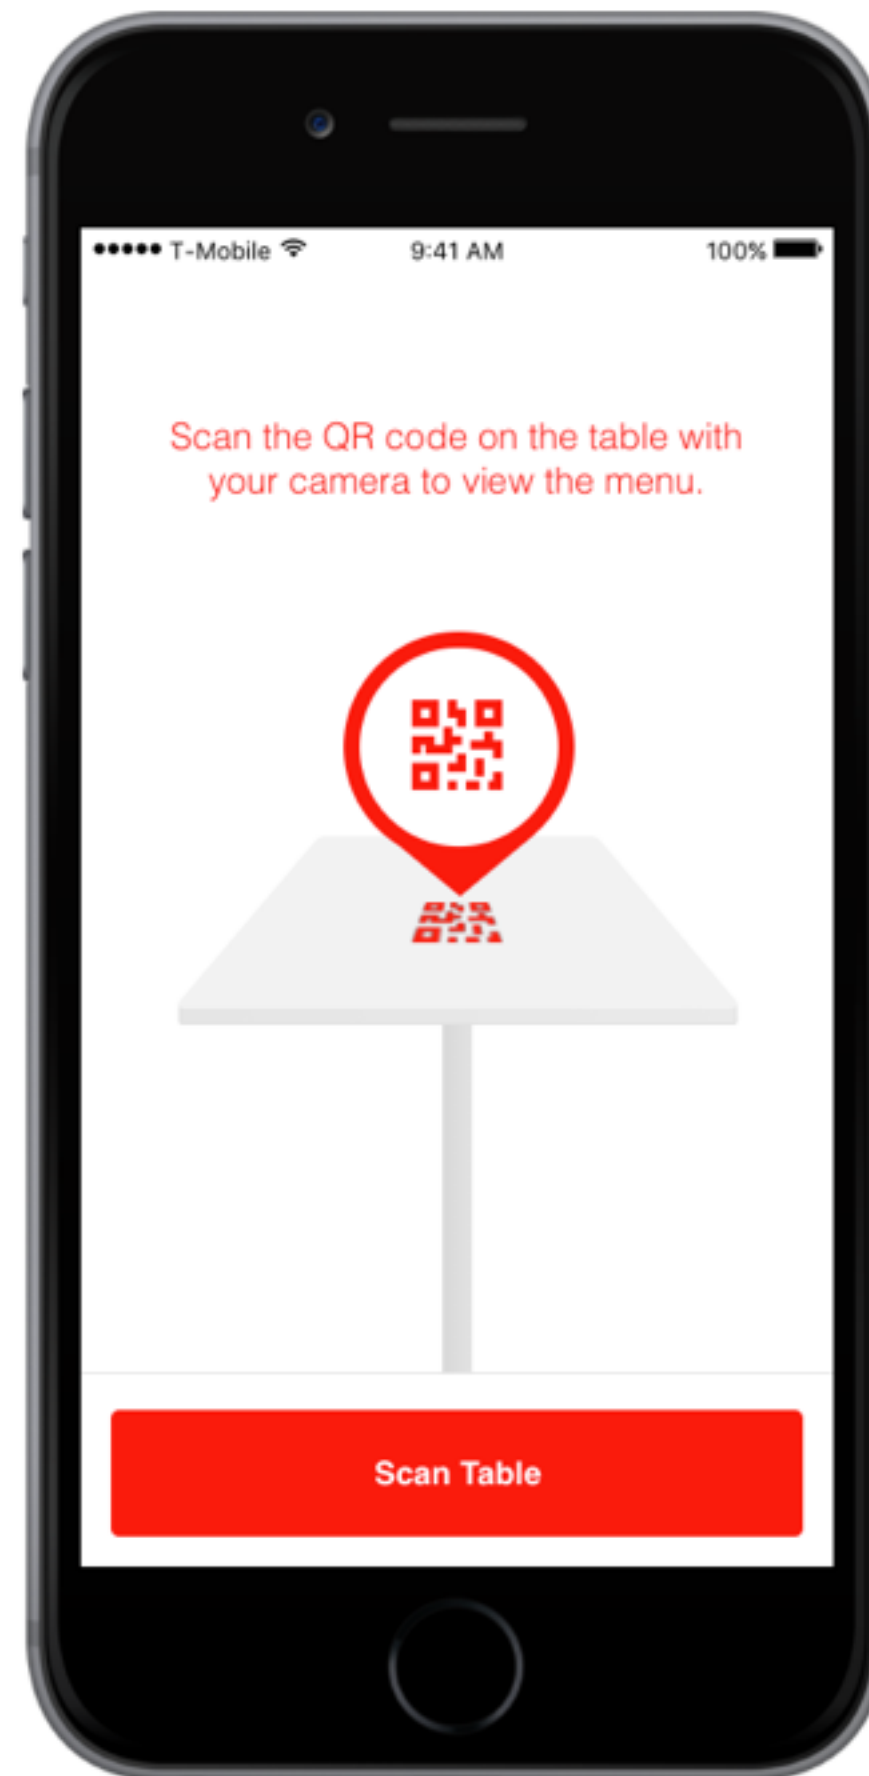 T-Mobile 9:41 AM 100%
Scan the QR code on the table with
your camera to view the menu.
Scan Table